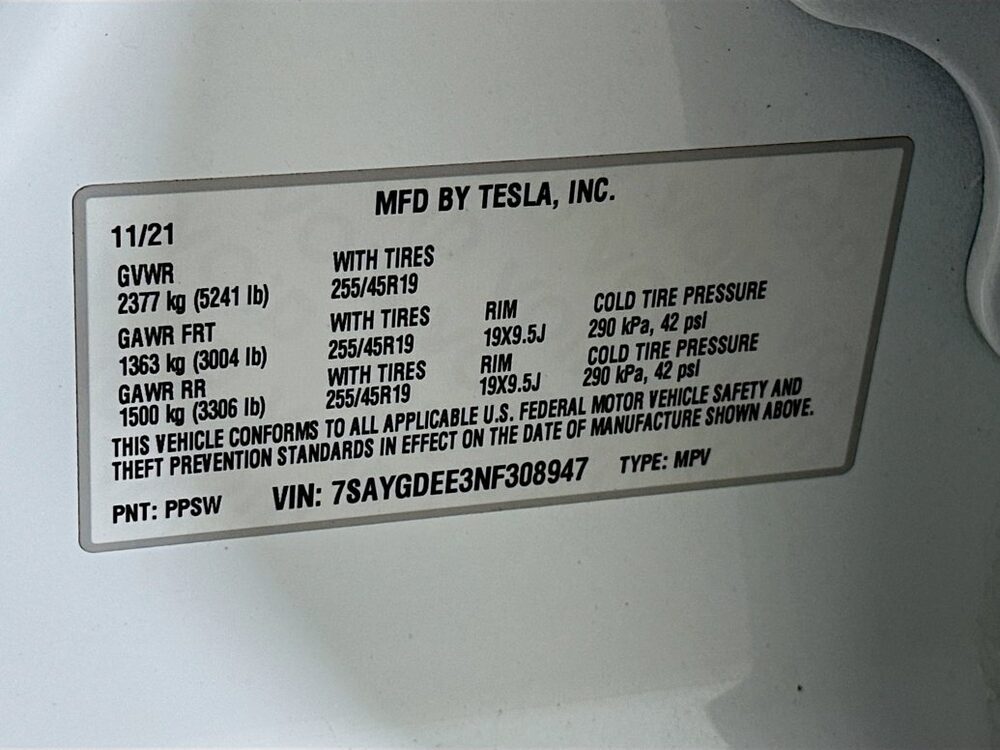 MFD BY TESLA, INC.
11/21
GVWR WITH TIRES
2377 kg (5241 lb) 255/45R19
GAWR FRT WITH TIRES RIM COLD TIRE PRESSURE
1363 kg (3004 lb) 255/45R19 19X9.5J 290 kPa, 42 psi
GAWR RR WITH TIRES RIM COLD TIRE PRESSURE
1500 kg (3306 lb) 255/45R19 19X9.5J 290 kPa, 42 psi
THIS VEHICLE CONFORMS TO ALL APPLICABLE U.S. FEDERAL MOTOR VEHICLE SAFETY AND
THEFT PREVENTION STANDARDS IN EFFECT ON THE DATE OF MANUFACTURE SHOWN ABOVE.
PNT: PPSW VIN: 7SAYGDEE3NF308947 TYPE: MPV